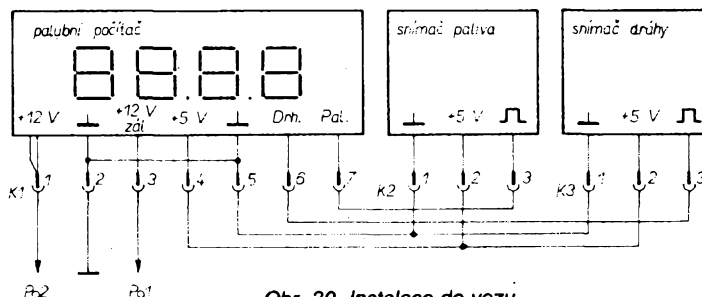 palubní počítač
snímač paliva
snímač dráhy
88.8.8
+12 V
+12 V
zál
+5 V
Drh.
Pal.
+5 V
+5 V
K1 1 2 3 4 5 6 7 K2 1 2 3 K3 1 2 3
Po2
Po1
Obr. 20. Instalace do vozu